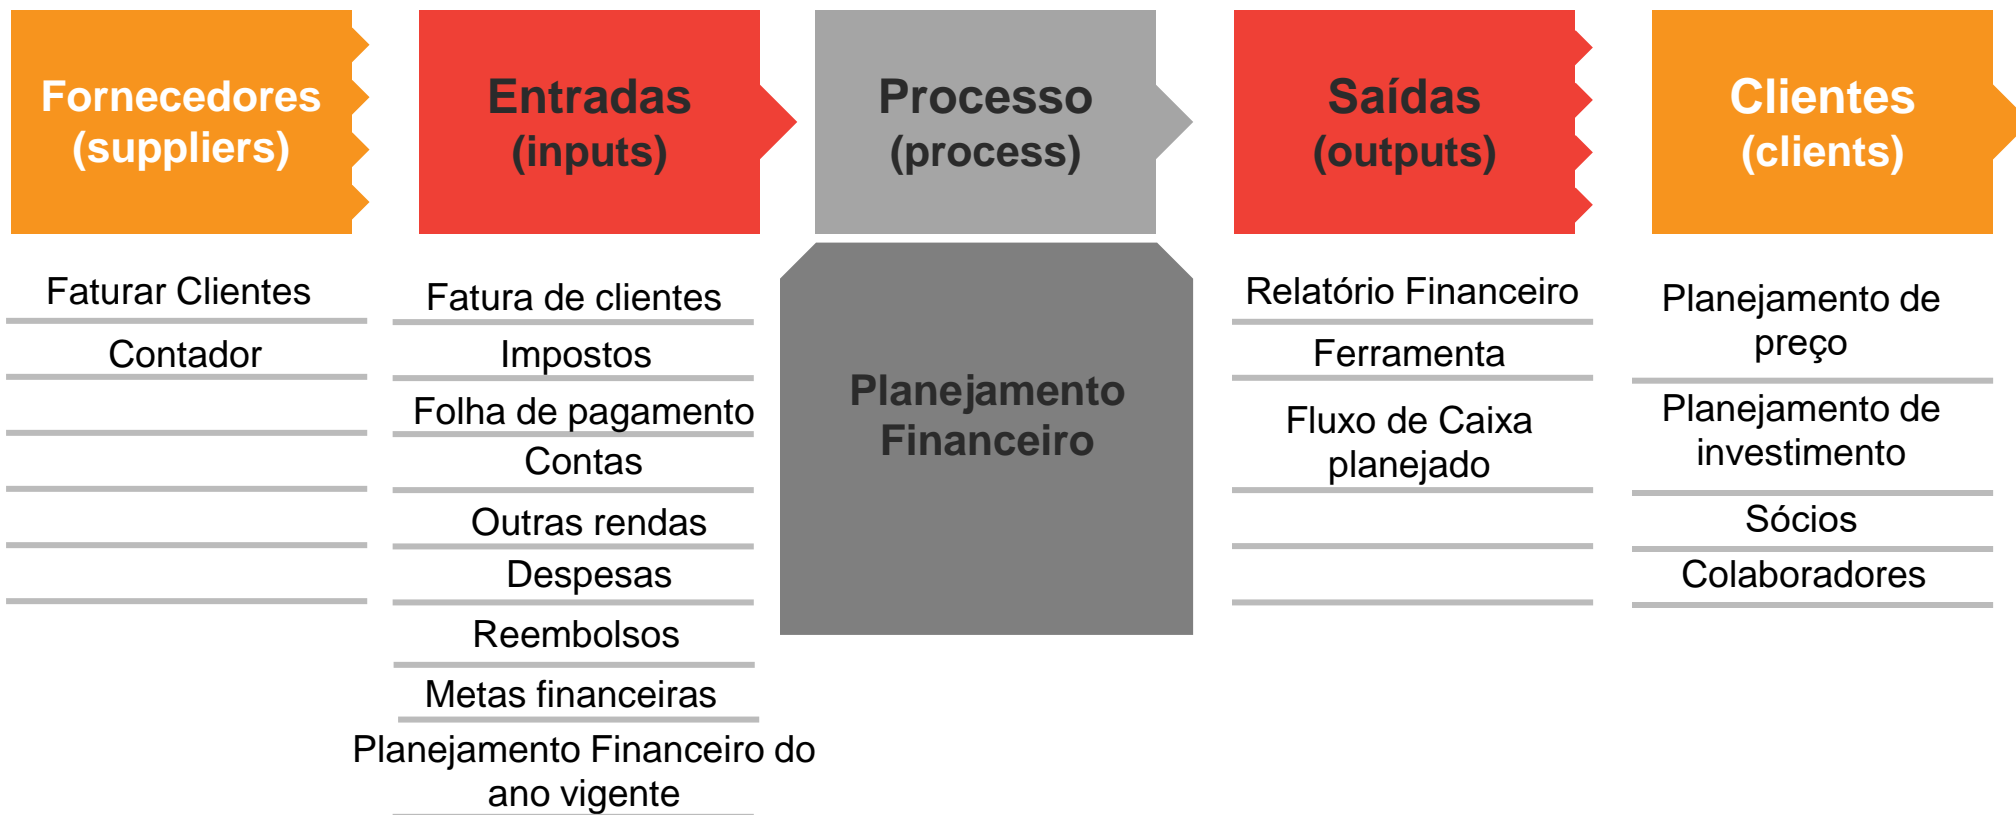 Fornecedores
(suppliers)
Entradas
(inputs)
Processo
(process)
Saídas
(outputs)
Clientes
(clients)
Faturar Clientes
Contador
Fatura de clientes
Impostos
Folha de pagamento
Contas
Outras rendas
Despesas
Reembolsos
Metas financeiras
Planejamento Financeiro do
ano vigente
Planejamento
Financeiro
Relatório Financeiro
Ferramenta
Fluxo de Caixa
planejado
Planejamento de
preço
Planejamento de
investimento
Sócios
Colaboradores